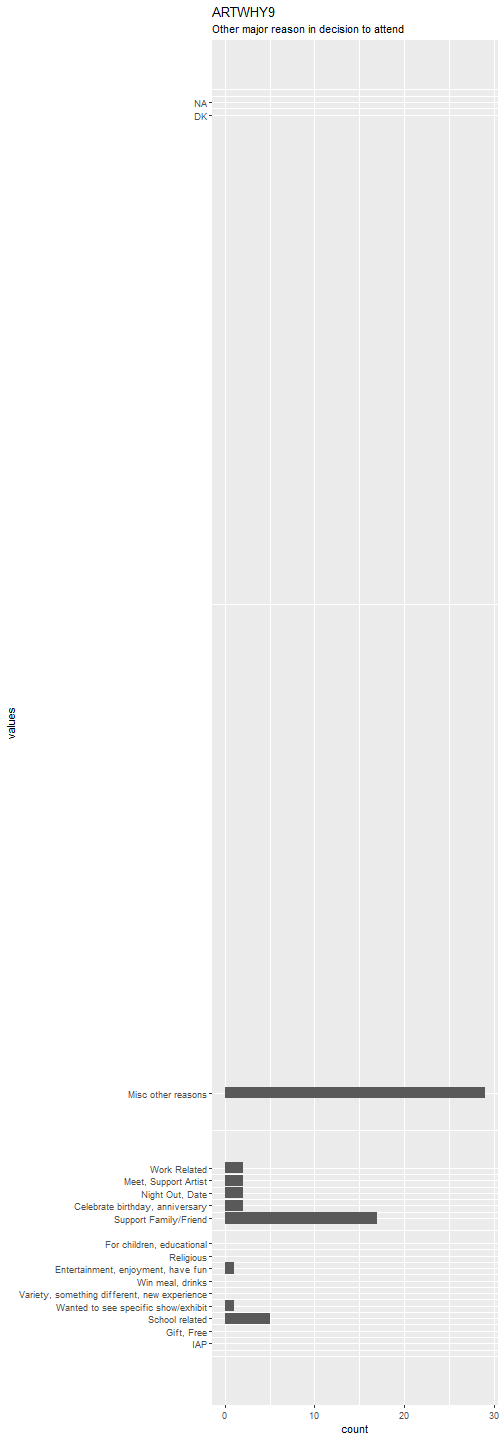 ARTWHY9
Other major reason in decision to attend
NA
DK
values
Misc other reasons
Work Related
Meet, Support Artist
Night Out, Date
Celebrate birthday, anniversary
Support Family/Friend
For children, educational
Religious
Entertainment, enjoyment, have fun
Win meal, drinks
Variety, something different, new experience
Wanted to see specific show/exhibit
School related
Gift, Free
IAP
0 10 20 30
count